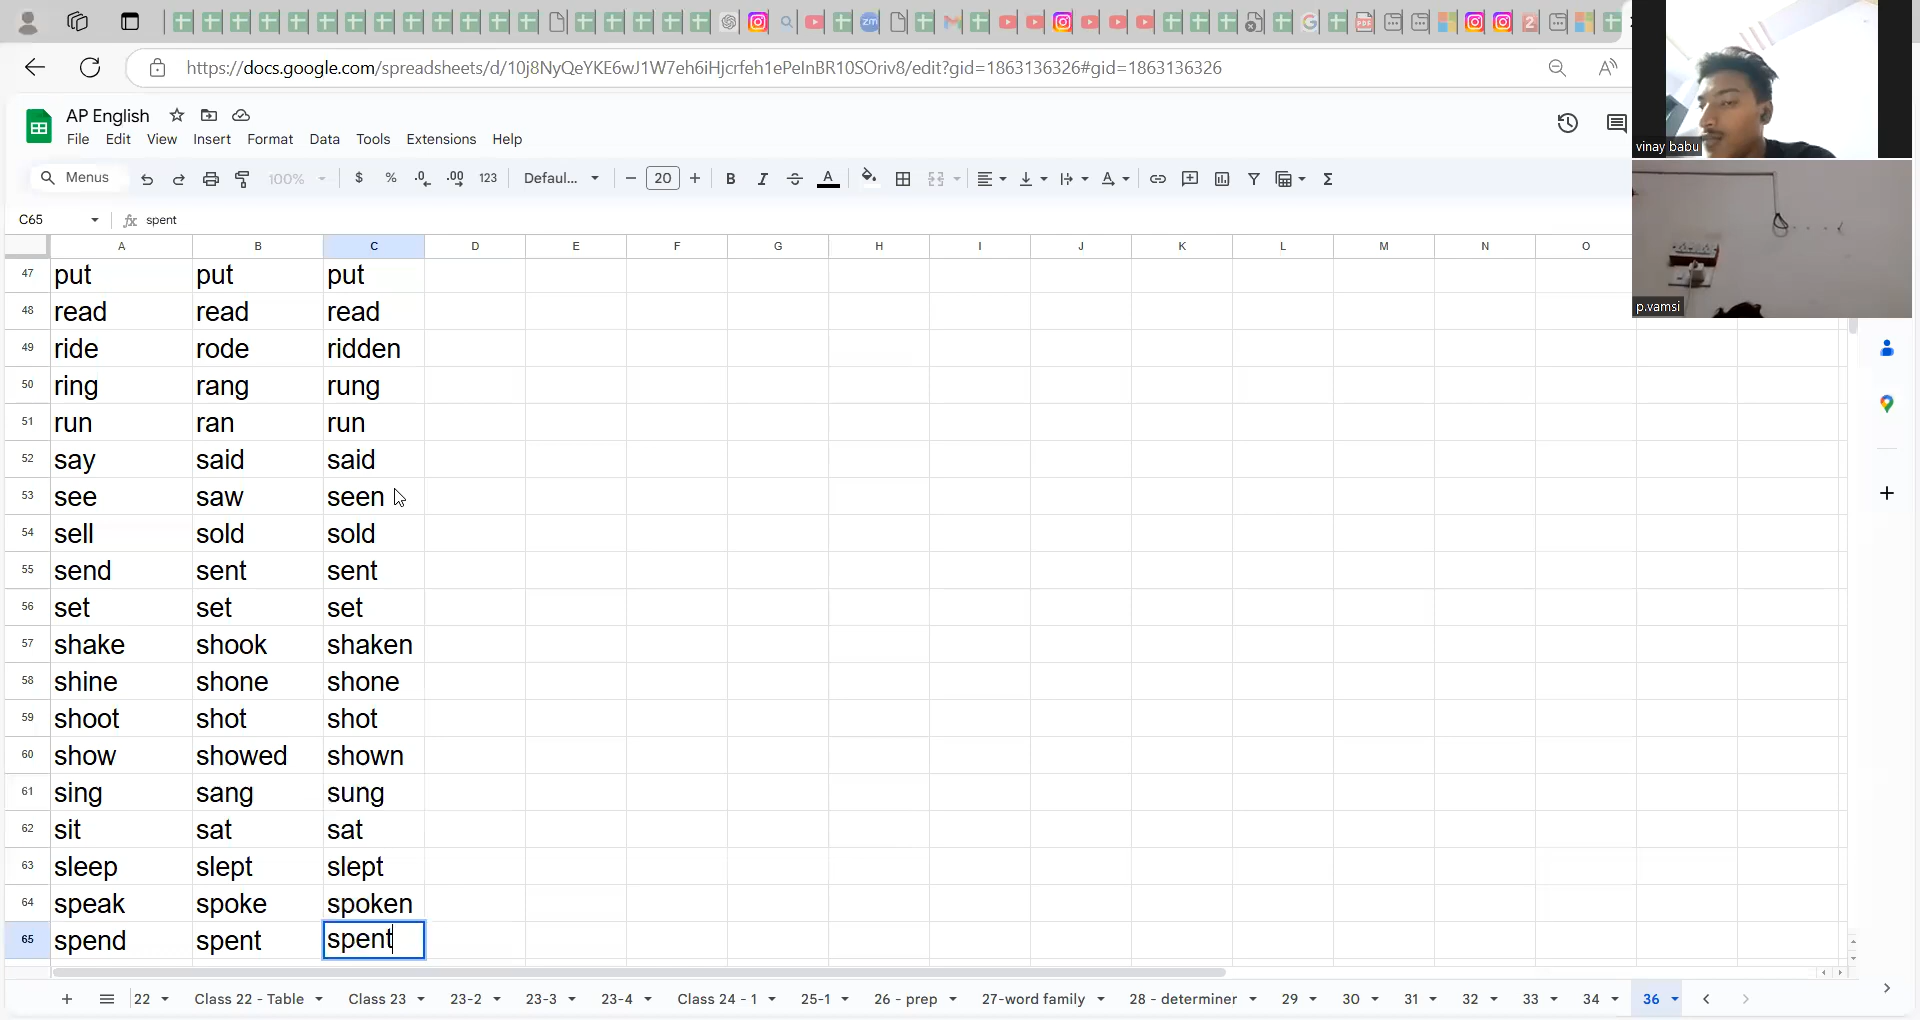 https://docs.google.com/spreadsheets/d/10j8NyQeYKE6wJ1W7eh6iHjcrfeh1ePeInBR10SOriv8/edit?gid=1863136326#gid=1863136326
AP English
File Edit View Insert Format Data Tools Extensions Help
Menus 100% $ % .0 .00 123 Defaul... − 20 + B I A
C65 fx spent
A B C D E F G H I J K L M N O
47 put put put
48 read read read
49 ride rode ridden
50 ring rang rung
51 run ran run
52 say said said
53 see saw seen
54 sell sold sold
55 send sent sent
56 set set set
57 shake shook shaken
58 shine shone shone
59 shoot shot shot
60 show showed shown
61 sing sang sung
62 sit sat sat
63 sleep slept slept
64 speak spoke spoken
65 spend spent spent
22 Class 22 - Table Class 23 23-2 23-3 23-4 Class 24 - 1 25-1 26 - prep 27-word family 28 - determiner 29 30 31 32 33 34 36
vinay babu
p.vamsi